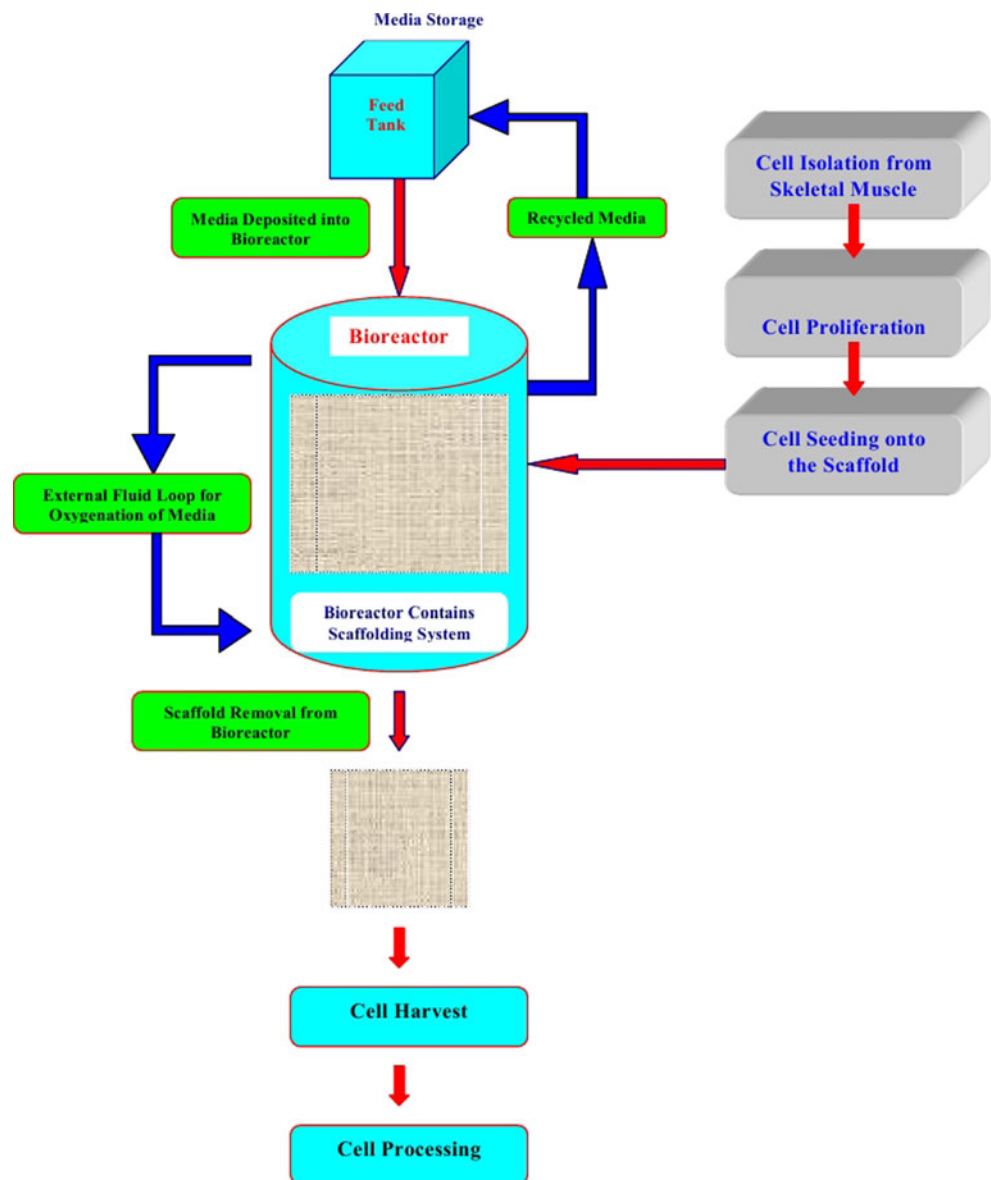 Media Storage
Feed
Tank
Media Deposited into
Bioreactor
Recycled Media
Cell Isolation from
Skeletal Muscle
Cell Proliferation
Cell Seeding onto
the Scaffold
Bioreactor
External Fluid Loop for
Oxygenation of Media
Bioreactor Contains
Scaffolding System
Scaffold Removal from
Bioreactor
Cell Harvest
Cell Processing